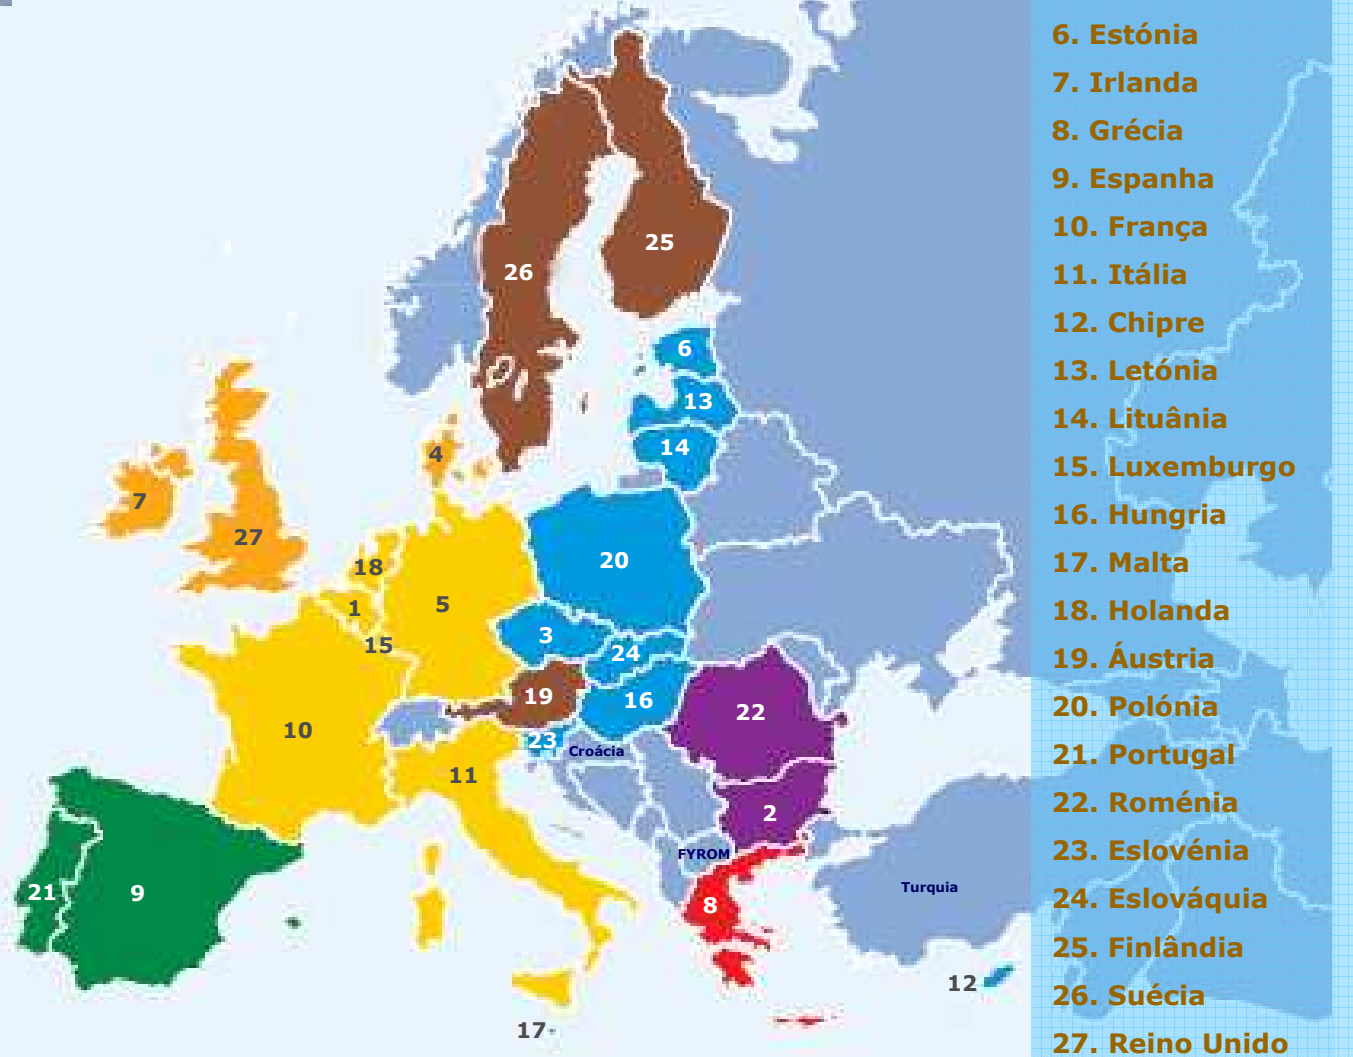 25
26
6
13
14
4
7
27
18
20
1
5
15
3
24
19
16
22
10
23
Croácia
11
2
FYROM
21
9
8
Turquia
12
17
6. Estónia
7. Irlanda
8. Grécia
9. Espanha
10. França
11. Itália
12. Chipre
13. Letónia
14. Lituânia
15. Luxemburgo
16. Hungria
17. Malta
18. Holanda
19. Áustria
20. Polónia
21. Portugal
22. Roménia
23. Eslovénia
24. Eslováquia
25. Finlândia
26. Suécia
27. Reino Unido